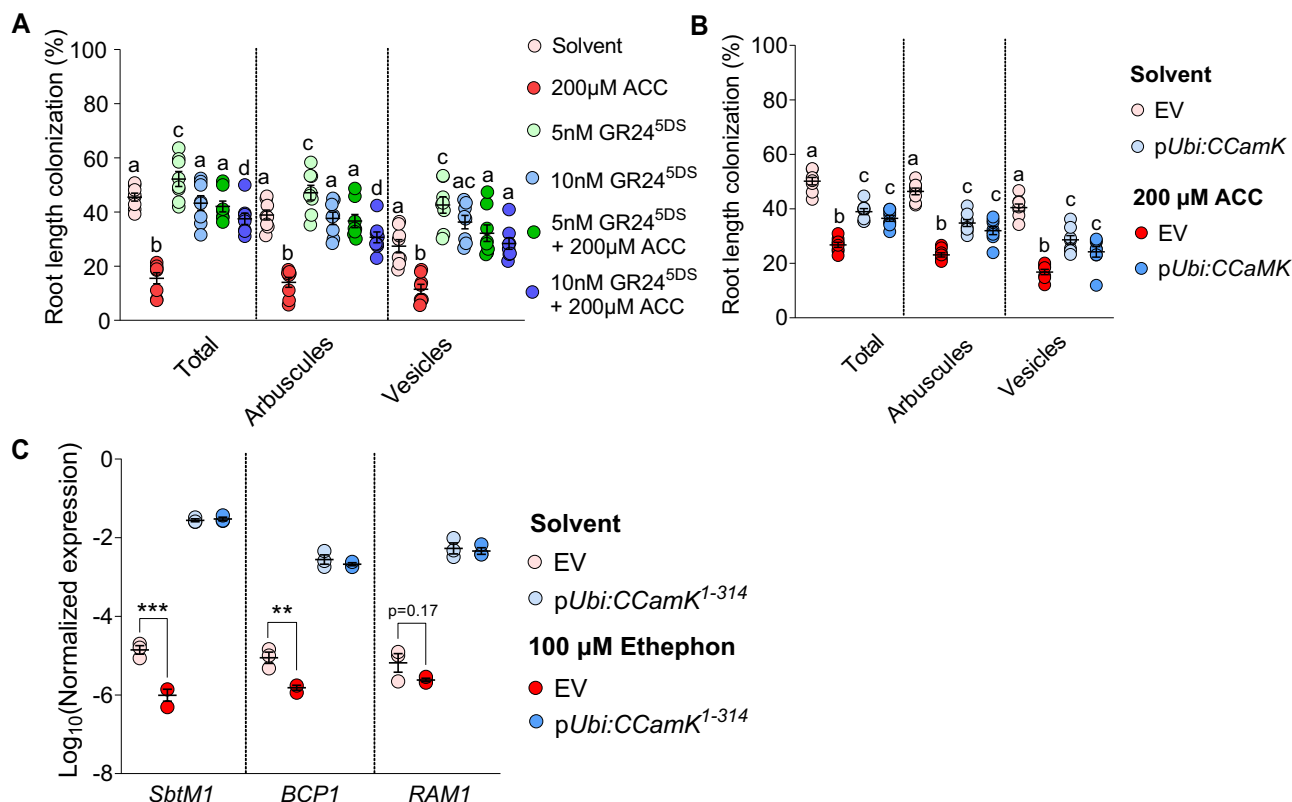 A
Root length colonization (%)
100
80
60
40
20
0
a
b
c
a
a
d
a
b
c
a
a
d
a
b
c
ac
a
a
Total
Arbuscules
Vesicles
Solvent
200µM ACC
5nM GR24^5DS
10nM GR24^5DS
5nM GR24^5DS
+ 200µM ACC
10nM GR24^5DS
+ 200µM ACC
B
Root length colonization (%)
100
80
60
40
20
0
a
b
c
c
a
b
c
c
a
b
c
c
Total
Arbuscules
Vesicles
Solvent
EV
pUbi:CCamK
200 µM ACC
EV
pUbi:CCaMK
C
Log10(Normalized expression)
0
-2
-4
-6
-8
***
**
p=0.17
SbtM1
BCP1
RAM1
Solvent
EV
pUbi:CCamK^1-314
100 µM Ethephon
EV
pUbi:CCamK^1-314